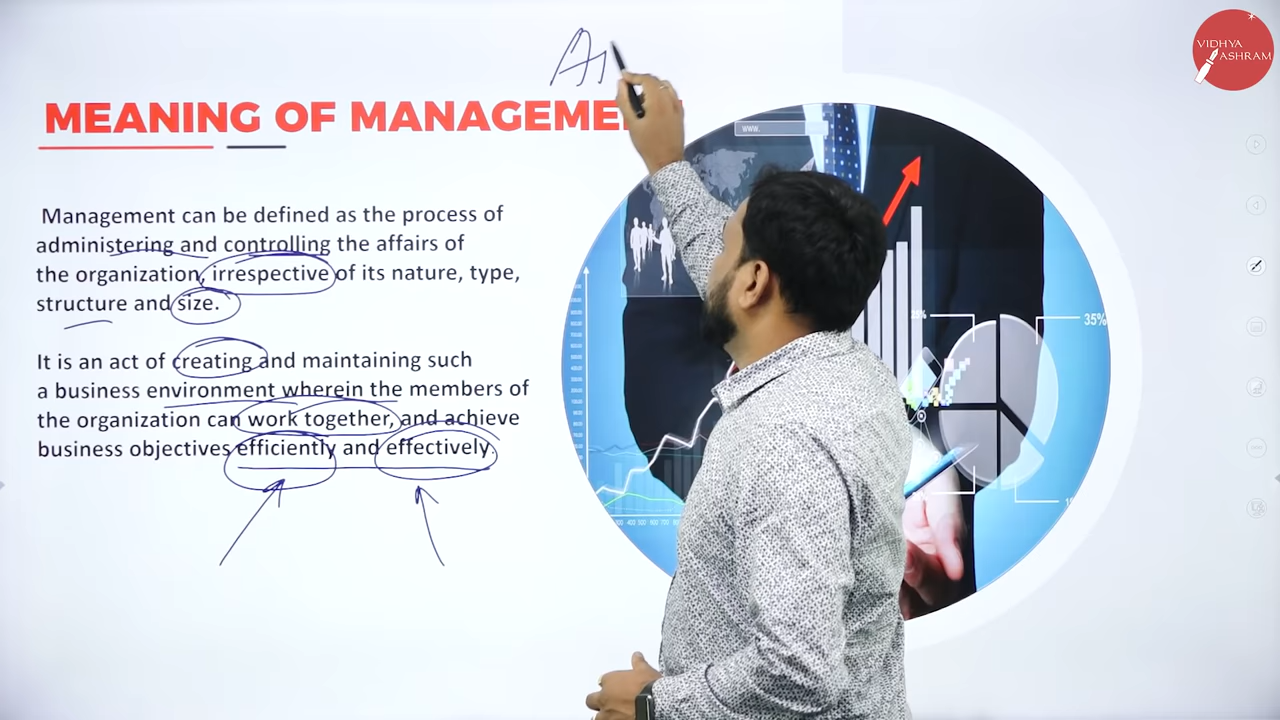 Ar
VIDHYA
ASHRAM
MEANING OF MANAGEME
www.
Management can be defined as the process of
administering and controlling the affairs of
the organization, irrespective of its nature, type,
structure and size.
It is an act of creating and maintaining such
a business environment wherein the members of
the organization can work together, and achieve
business objectives efficiently and effectively.
25%
35%